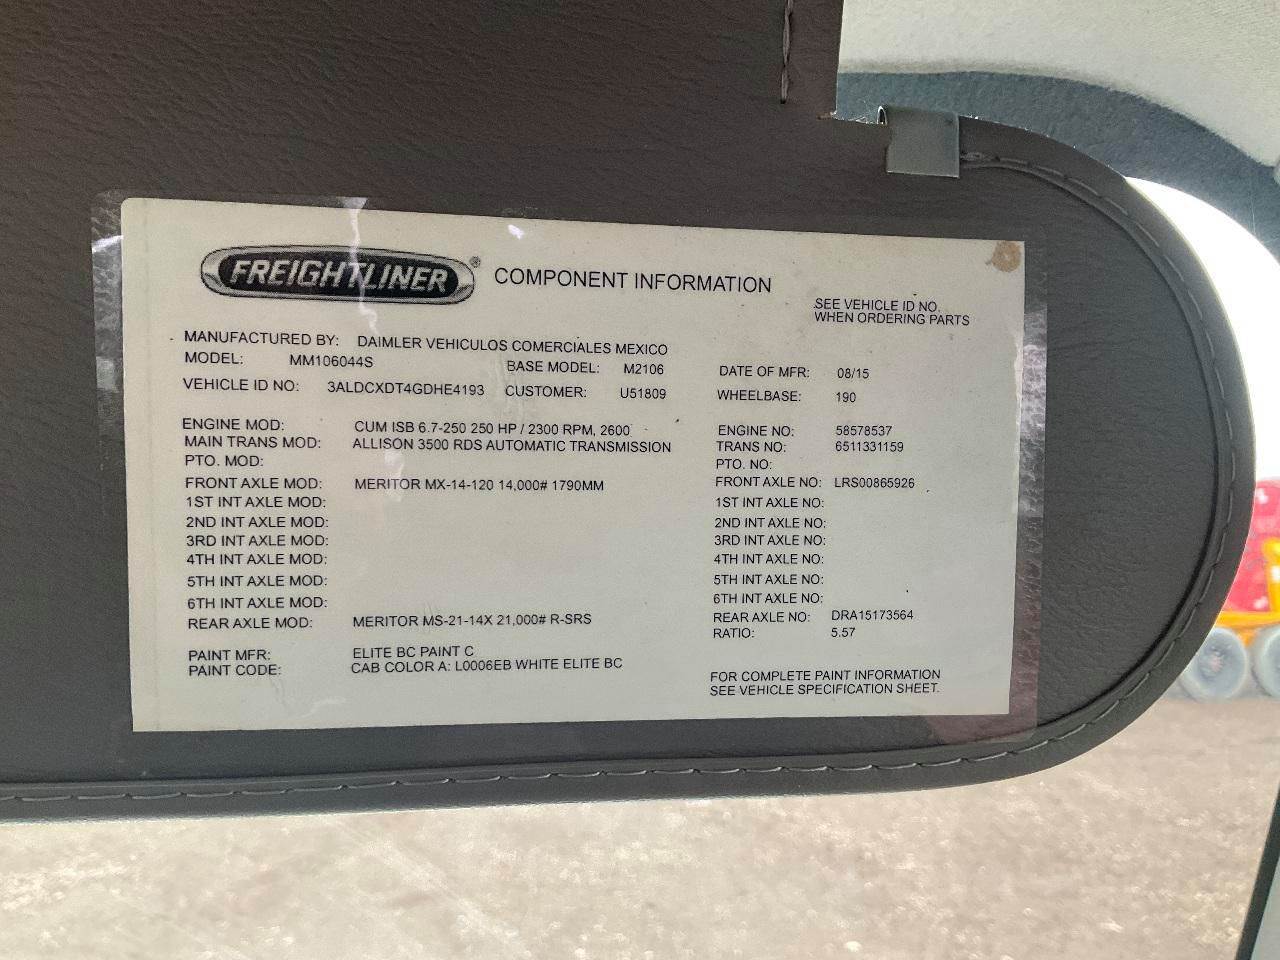 FREIGHTLINER® COMPONENT INFORMATION
SEE VEHICLE ID NO.
WHEN ORDERING PARTS
MANUFACTURED BY: DAIMLER VEHICULOS COMERCIALES MEXICO
MODEL: MM106044S BASE MODEL: M2106 DATE OF MFR: 08/15
VEHICLE ID NO: 3ALDCXDT4GDHE4193 CUSTOMER: U51809 WHEELBASE: 190
ENGINE MOD: CUM ISB 6.7-250 250 HP / 2300 RPM, 2600 ENGINE NO: 58578537
MAIN TRANS MOD: ALLISON 3500 RDS AUTOMATIC TRANSMISSION TRANS NO: 6511331159
PTO. MOD: PTO. NO:
FRONT AXLE MOD: MERITOR MX-14-120 14,000# 1790MM FRONT AXLE NO: LRS00865926
1ST INT AXLE MOD: 1ST INT AXLE NO:
2ND INT AXLE MOD: 2ND INT AXLE NO:
3RD INT AXLE MOD: 3RD INT AXLE NO:
4TH INT AXLE MOD: 4TH INT AXLE NO:
5TH INT AXLE MOD: 5TH INT AXLE NO:
6TH INT AXLE MOD: 6TH INT AXLE NO:
REAR AXLE MOD: MERITOR MS-21-14X 21,000# R-SRS REAR AXLE NO: DRA15173564
RATIO: 5.57
PAINT MFR: ELITE BC PAINT C
PAINT CODE: CAB COLOR A: L0006EB WHITE ELITE BC
FOR COMPLETE PAINT INFORMATION
SEE VEHICLE SPECIFICATION SHEET.